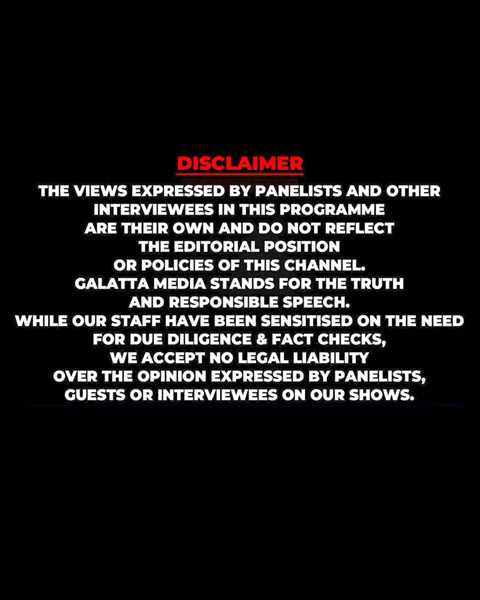 DISCLAIMER
THE VIEWS EXPRESSED BY PANELISTS AND OTHER
INTERVIEWEES IN THIS PROGRAMME
ARE THEIR OWN AND DO NOT REFLECT
THE EDITORIAL POSITION
OR POLICIES OF THIS CHANNEL.
GALATTA MEDIA STANDS FOR THE TRUTH
AND RESPONSIBLE SPEECH.
WHILE OUR STAFF HAVE BEEN SENSITISED ON THE NEED
FOR DUE DILIGENCE & FACT CHECKS,
WE ACCEPT NO LEGAL LIABILITY
OVER THE OPINION EXPRESSED BY PANELISTS,
GUESTS OR INTERVIEWEES ON OUR SHOWS.